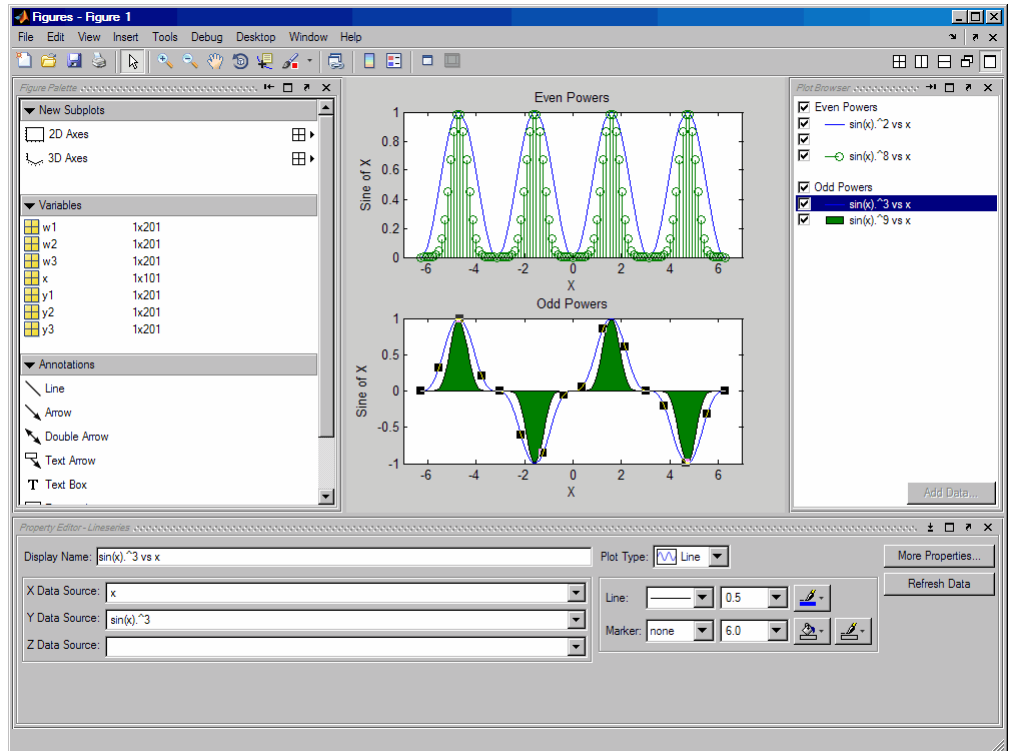 Figures - Figure 1
File Edit View Insert Tools Debug Desktop Window Help
Figure Palette
New Subplots
2D Axes
3D Axes
Variables
w1 1x201
w2 1x201
w3 1x201
x 1x101
y1 1x201
y2 1x201
y3 1x201
Annotations
Line
Arrow
Double Arrow
Text Arrow
T Text Box
Even Powers
Sine of X
1
0.8
0.6
0.4
0.2
0
-6 -4 -2 0 2 4 6
X
Odd Powers
Sine of X
1
0.5
0
-0.5
-1
-6 -4 -2 0 2 4 6
X
Plot Browser
Even Powers
sin(x).^2 vs x
sin(x).^8 vs x
Odd Powers
sin(x).^3 vs x
sin(x).^9 vs x
Add Data...
Property Editor - Lineseries
Display Name: sin(x).^3 vs x
Plot Type: Line
More Properties...
X Data Source: x
Line: 0.5
Refresh Data
Y Data Source: sin(x).^3
Marker: none 6.0
Z Data Source: